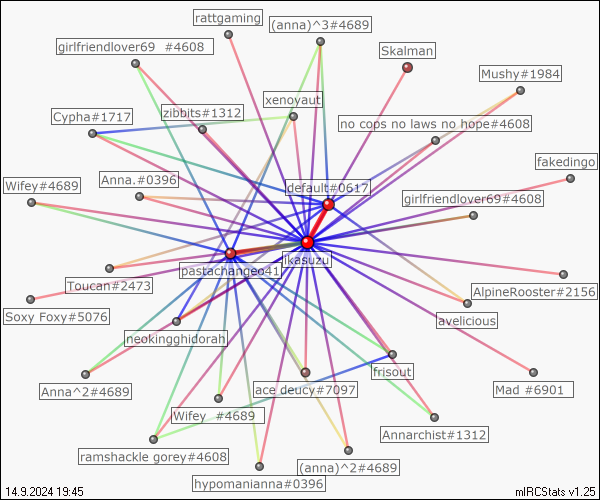 rattgaming
(anna)^3#4689
girlfriendlover69 #4608
Skalman
Mushy#1984
xenoyaut
zibbits#1312
Cypha#1717
no cops no laws no hope#4608
fakedingo
Anna.#0396
Wifey#4689
default#0617
girlfriendlover69#4608
ikasuzu
pastachangeo41
Toucan#2473
AlpineRooster#2156
Soxy Foxy#5076
avelicious
neokingghidorah
frisout
Anna^2#4689
ace deucy#7097
Mad #6901
Wifey #4689
Annarchist#1312
ramshackle gorey#4608
(anna)^2#4689
hypomanianna#0396
14.9.2024 19:45
mIRCStats v1.25